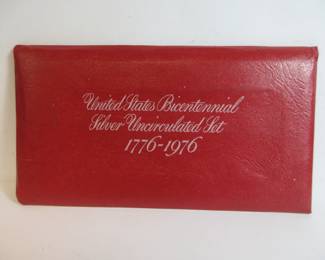 United States Bicentennial
Silver Uncirculated Set
1776-1976